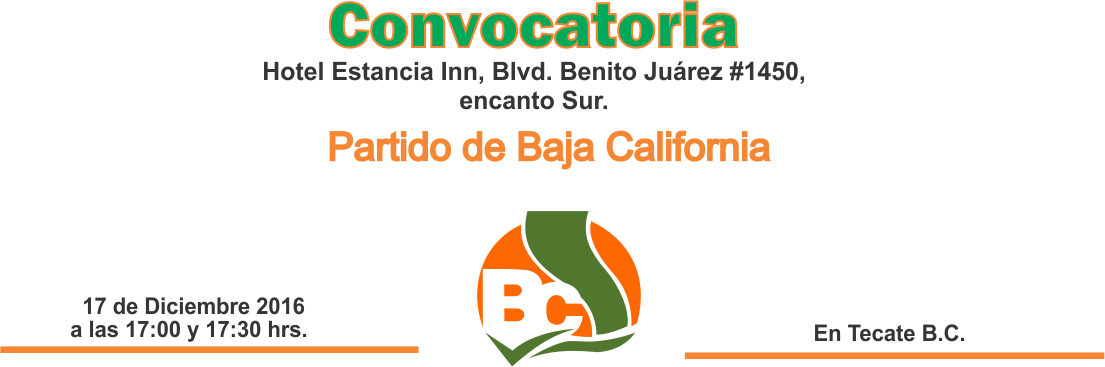 Convocatoria
Hotel Estancia Inn, Blvd. Benito Juárez #1450,
encanto Sur.
Partido de Baja California
BC
17 de Diciembre 2016
a las 17:00 y 17:30 hrs.
En Tecate B.C.